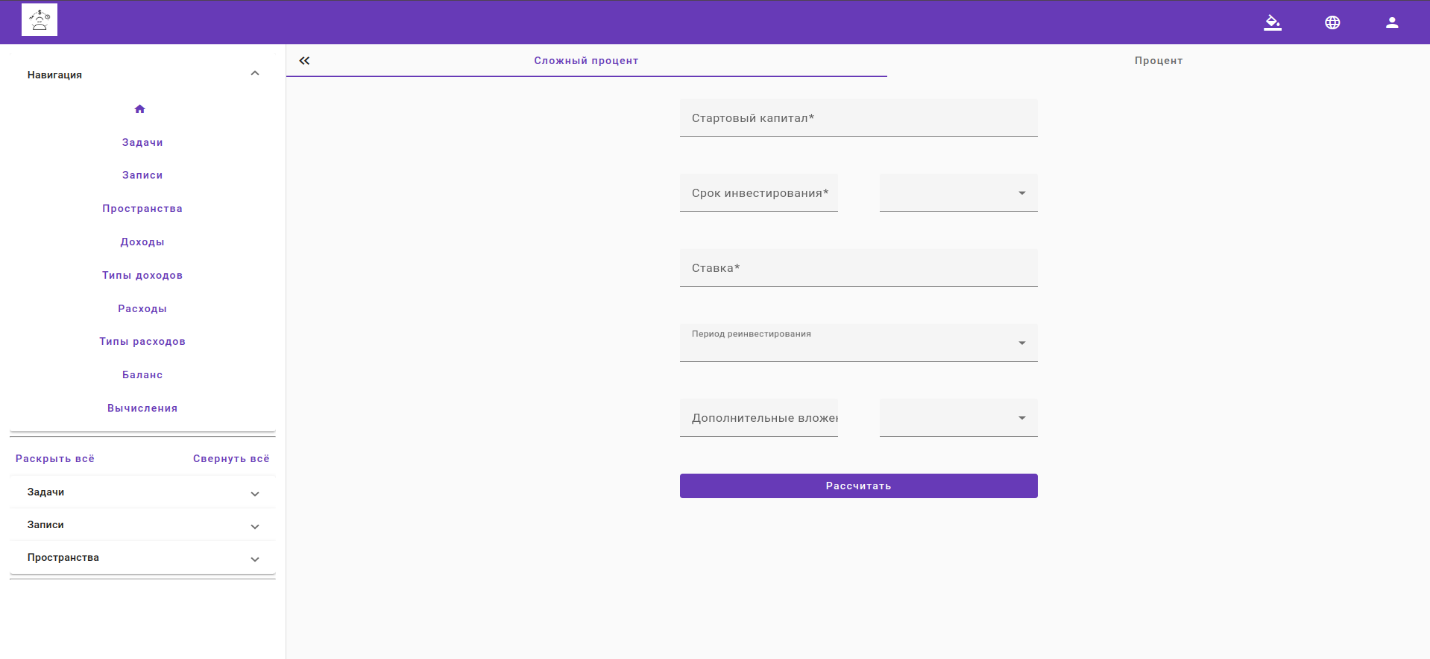 Навигация
Задачи
Записи
Пространства
Доходы
Типы доходов
Расходы
Типы расходов
Баланс
Вычисления
Раскрыть всё Свернуть всё
Задачи
Записи
Пространства
Сложный процент Процент
Стартовый капитал*
Срок инвестирования*
Ставка*
Период реинвестирования
Дополнительные
Рассчитать